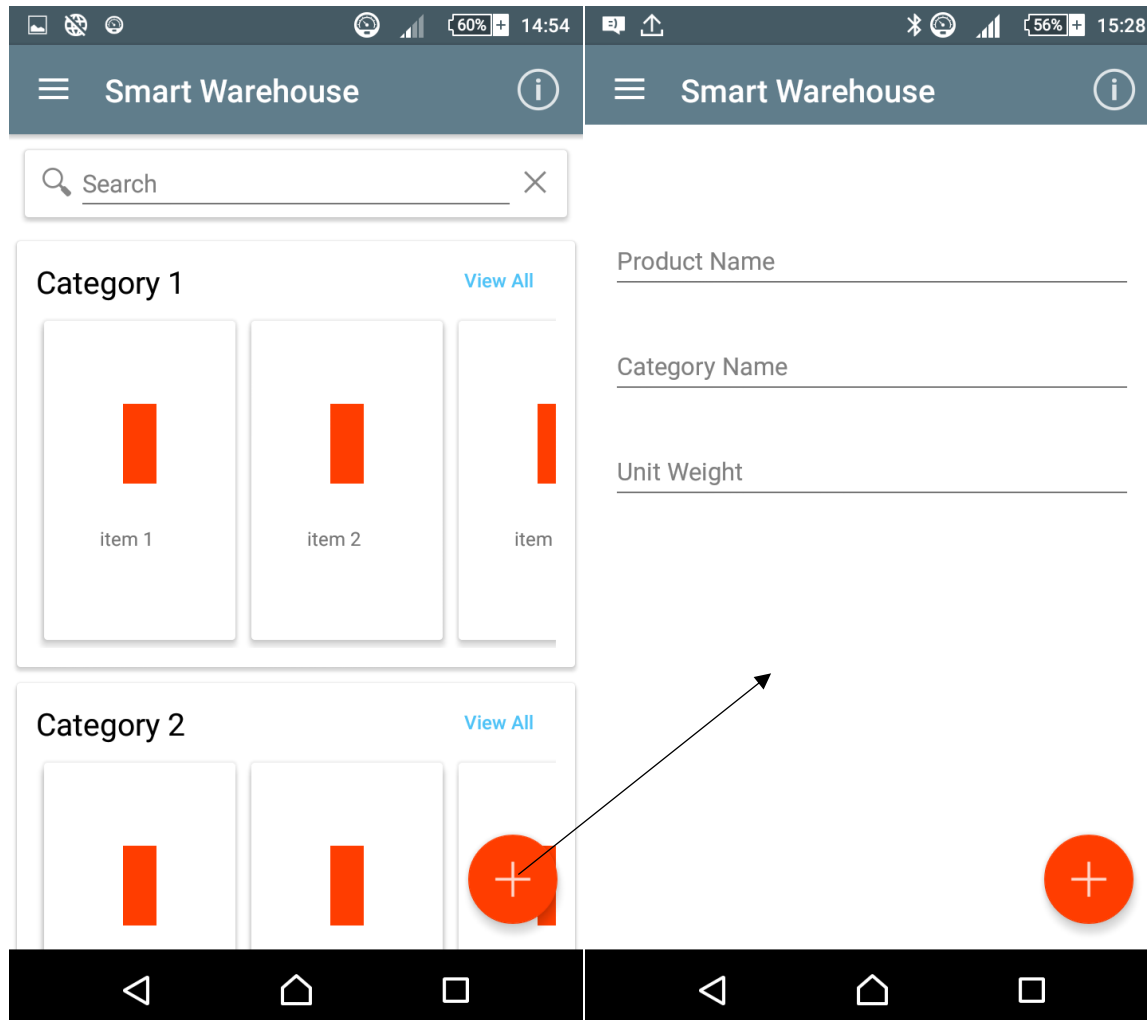 60% 14:54
Smart Warehouse
Search
Category 1 View All
item 1 item 2 item
Category 2 View All
56% 15:28
Smart Warehouse
Product Name
Category Name
Unit Weight